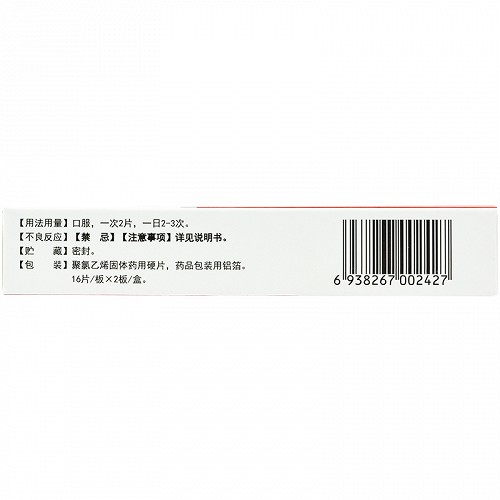 【用法用量】口服，一次2片，一日2-3次。
【不良反应】【禁 忌】【注意事项】详见说明书。
【贮 藏】密封。
【包 装】聚氯乙烯固体药用硬片，药品包装用铝箔。
16片/板×2板/盒。
6 938267 002427